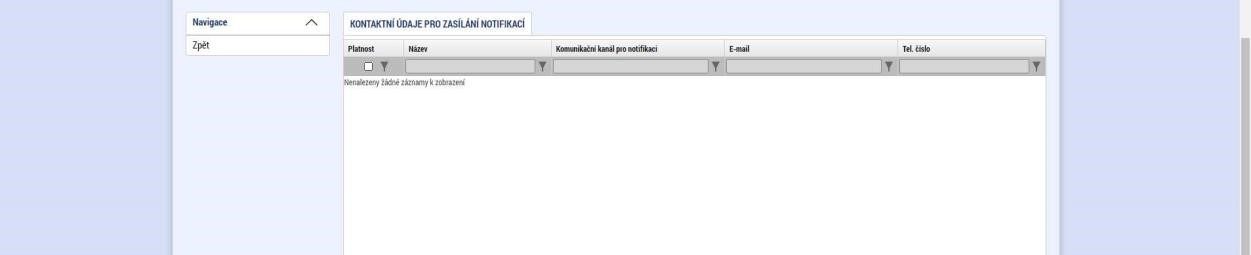 Navigace
Zpět
KONTAKTNÍ ÚDAJE PRO ZASÍLÁNÍ NOTIFIKACÍ
Platnost Název Komunikační kanál pro notifikaci E-mail Tel. číslo
Nenalezeny žádné záznamy k zobrazení